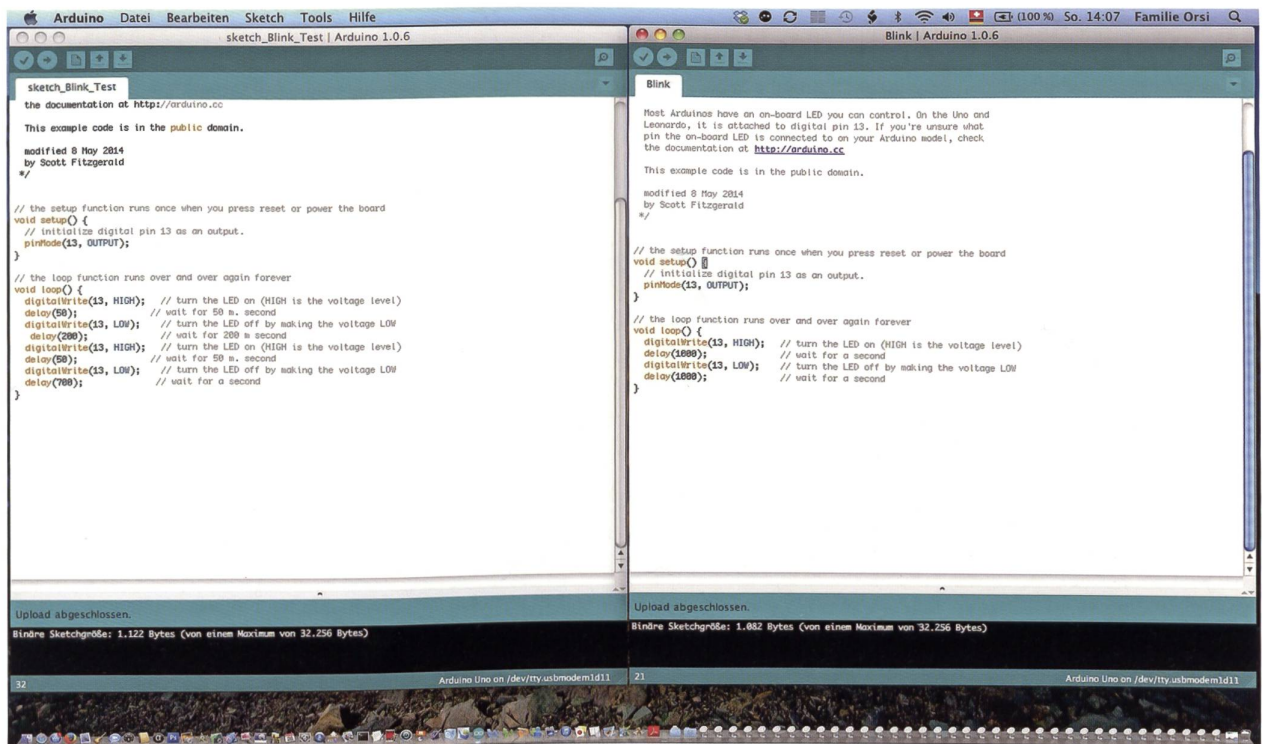 Arduino Datei Bearbeiten Sketch Tools Hilfe (100 %) So. 14:07 Familie Orsi
sketch_Blink_Test | Arduino 1.0.6
sketch_Blink_Test
the documentation at http://arduino.cc
This example code is in the public domain.
modified 8 May 2014
by Scott Fitzgerald
*/
// the setup function runs once when you press reset or power the board
void setup() {
// initialize digital pin 13 as an output.
pinMode(13, OUTPUT);
}
// the loop function runs over and over again forever
void loop() {
digitalWrite(13, HIGH); // turn the LED on (HIGH is the voltage level)
delay(50); // wait for 50 m. second
digitalWrite(13, LOW); // turn the LED off by making the voltage LOW
delay(200); // wait for 200 m second
digitalWrite(13, HIGH); // turn the LED on (HIGH is the voltage level)
delay(50); // wait for 50 m. second
digitalWrite(13, LOW); // turn the LED off by making the voltage LOW
delay(700); // wait for a second
}
Upload abgeschlossen.
Binäre Sketchgröße: 1.122 Bytes (von einem Maximum von 32.256 Bytes)
32 Arduino Uno on /dev/tty.usbmodem1d11
Blink | Arduino 1.0.6
Blink
Most Arduinos have an on-board LED you can control. On the Uno and
Leonardo, it is attached to digital pin 13. If you're unsure what
pin the on-board LED is connected to on your Arduino model, check
the documentation at http://arduino.cc
This example code is in the public domain.
modified 8 May 2014
by Scott Fitzgerald
*/
// the setup function runs once when you press reset or power the board
void setup() {
// initialize digital pin 13 as an output.
pinMode(13, OUTPUT);
}
// the loop function runs over and over again forever
void loop() {
digitalWrite(13, HIGH); // turn the LED on (HIGH is the voltage level)
delay(1000); // wait for a second
digitalWrite(13, LOW); // turn the LED off by making the voltage LOW
delay(1000); // wait for a second
}
Upload abgeschlossen.
Binäre Sketchgröße: 1.082 Bytes (von einem Maximum von 32.256 Bytes)
21 Arduino Uno on /dev/tty.usbmodem1d11